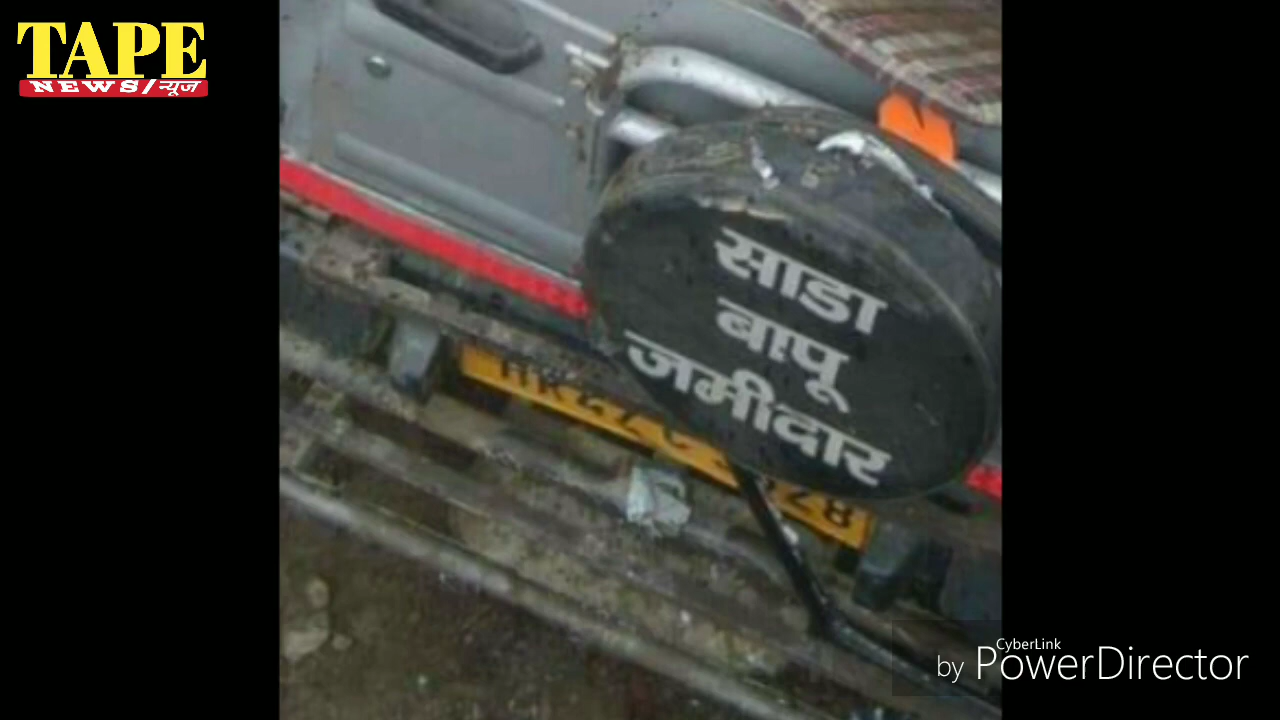 TAPE
NEWS/न्यूज
साडा
बापू
जमीदार
CyberLink
by PowerDirector